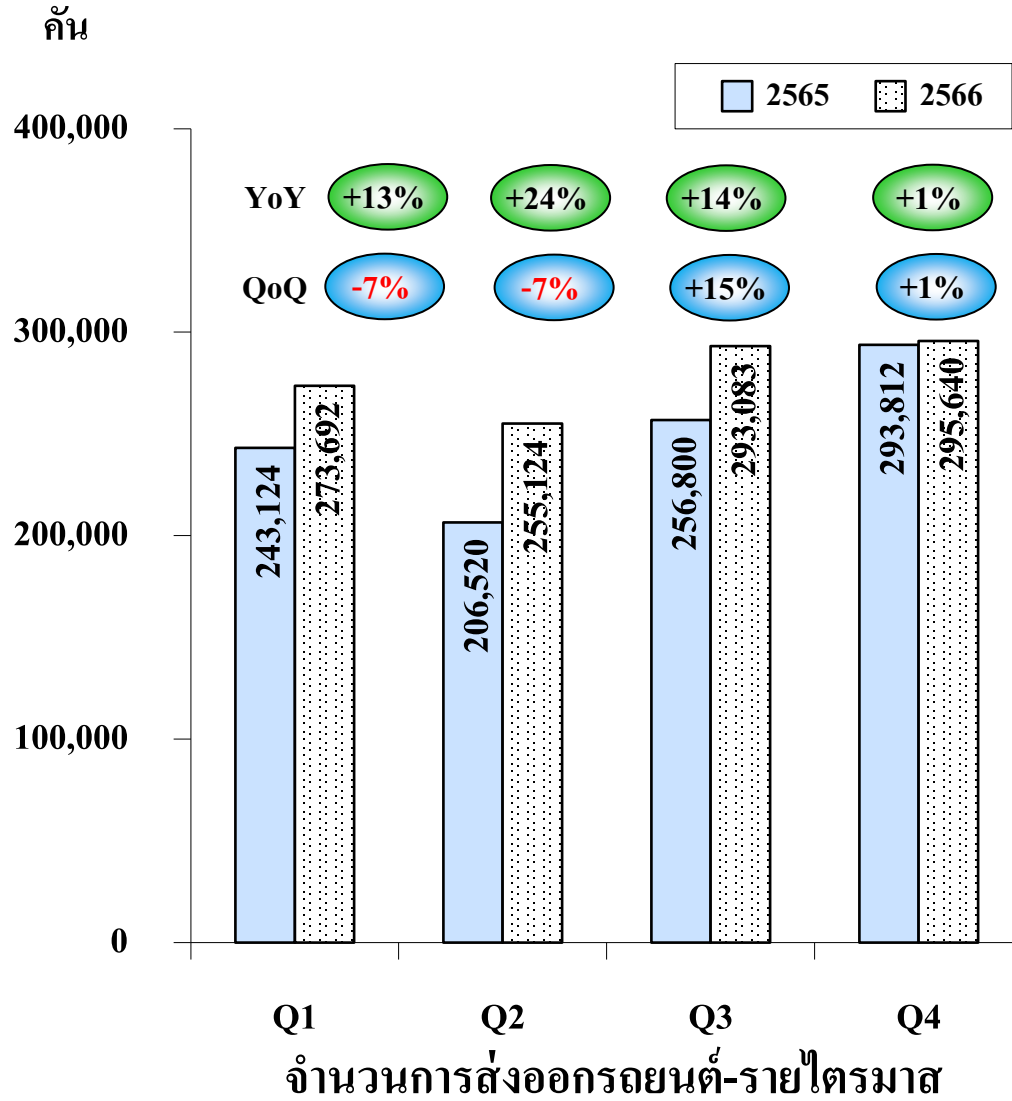 คัน
2565 2566
400,000
YoY +13% +24% +14% +1%
QoQ -7% -7% +15% +1%
300,000
243,124 273,692 206,520 255,124 256,800 293,083 293,812 295,640
200,000
100,000
0
Q1 Q2 Q3 Q4
จำนวนการส่งออกรถยนต์-รายไตรมาส